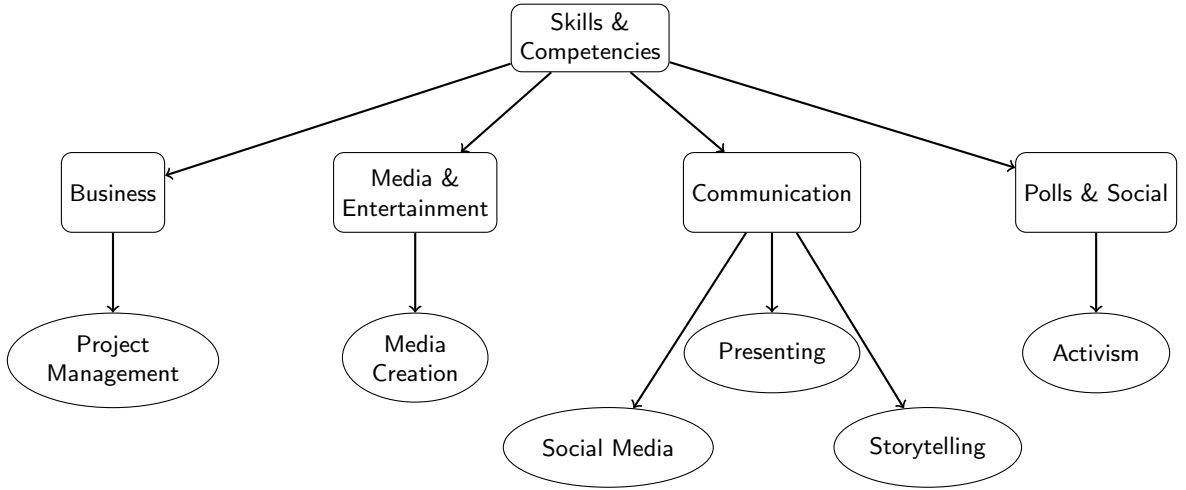 Skills &
Competencies
Business
Media &
Entertainment
Communication
Polls & Social
Project
Management
Media
Creation
Presenting
Activism
Social Media
Storytelling